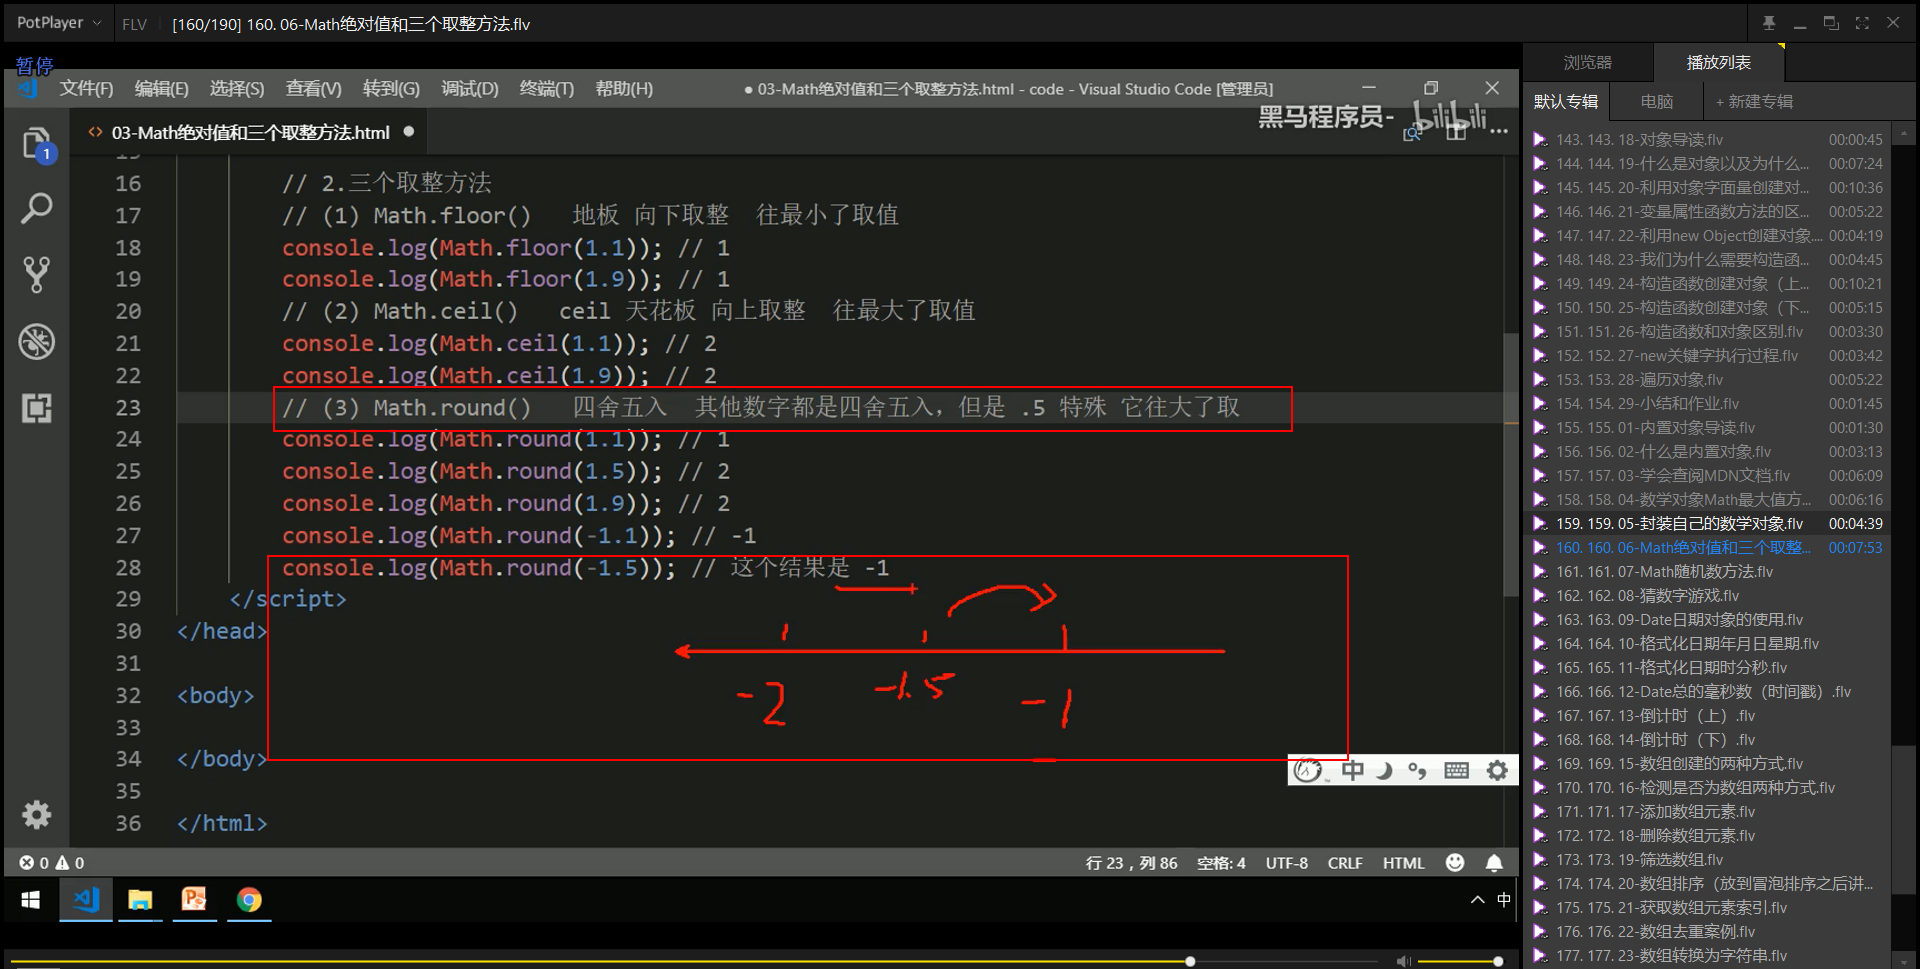 PotPlayer FLV [160/190] 160. 06-Math绝对值和三个取整方法.flv
暂停
文件(F) 编辑(E) 选择(S) 查看(V) 转到(G) 调试(D) 终端(T) 帮助(H) ● 03-Math绝对值和三个取整方法.html - code - Visual Studio Code [管理员]
黑马程序员- bilibili
<> 03-Math绝对值和三个取整方法.html ●
1
16 // 2.三个取整方法
17 // (1) Math.floor() 地板 向下取整 往最小了取值
18 console.log(Math.floor(1.1)); // 1
19 console.log(Math.floor(1.9)); // 1
20 // (2) Math.ceil() ceil 天花板 向上取整 往最大了取值
21 console.log(Math.ceil(1.1)); // 2
22 console.log(Math.ceil(1.9)); // 2
23 // (3) Math.round() 四舍五入 其他数字都是四舍五入，但是 .5 特殊 它往大了取
24 console.log(Math.round(1.1)); // 1
25 console.log(Math.round(1.5)); // 2
26 console.log(Math.round(1.9)); // 2
27 console.log(Math.round(-1.1)); // -1
28 console.log(Math.round(-1.5)); // 这个结果是 -1
29 </script>
30 </head>
31
32 <body>
33
34 </body>
35
36 </html>
-2 -1.5 -1
中
0 0 行 23，列 86 空格: 4 UTF-8 CRLF HTML
中
浏览器 播放列表
默认专辑 电脑 + 新建专辑
143. 143. 18-对象导读.flv 00:00:45
144. 144. 19-什么是对象以及为什么... 00:07:24
145. 145. 20-利用对象字面量创建对... 00:10:36
146. 146. 21-变量属性函数方法的区... 00:05:22
147. 147. 22-利用new Object创建对象.... 00:04:19
148. 148. 23-我们为什么需要构造函... 00:04:45
149. 149. 24-构造函数创建对象（上... 00:10:21
150. 150. 25-构造函数创建对象（下... 00:05:15
151. 151. 26-构造函数和对象区别.flv 00:03:30
152. 152. 27-new关键字执行过程.flv 00:03:42
153. 153. 28-遍历对象.flv 00:05:22
154. 154. 29-小结和作业.flv 00:01:45
155. 155. 01-内置对象导读.flv 00:01:30
156. 156. 02-什么是内置对象.flv 00:03:13
157. 157. 03-学会查阅MDN文档.flv 00:06:09
158. 158. 04-数学对象Math最大值方... 00:06:16
159. 159. 05-封装自己的数学对象.flv 00:04:39
160. 160. 06-Math绝对值和三个取整... 00:07:53
161. 161. 07-Math随机数方法.flv
162. 162. 08-猜数字游戏.flv
163. 163. 09-Date日期对象的使用.flv
164. 164. 10-格式化日期年月日星期.flv
165. 165. 11-格式化日期时分秒.flv
166. 166. 12-Date总的毫秒数（时间戳）.flv
167. 167. 13-倒计时（上）.flv
168. 168. 14-倒计时（下）.flv
169. 169. 15-数组创建的两种方式.flv
170. 170. 16-检测是否为数组两种方式.flv
171. 171. 17-添加数组元素.flv
172. 172. 18-删除数组元素.flv
173. 173. 19-筛选数组.flv
174. 174. 20-数组排序（放到冒泡排序之后讲...
175. 175. 21-获取数组元素索引.flv
176. 176. 22-数组去重案例.flv
177. 177. 23-数组转换为字符串.flv